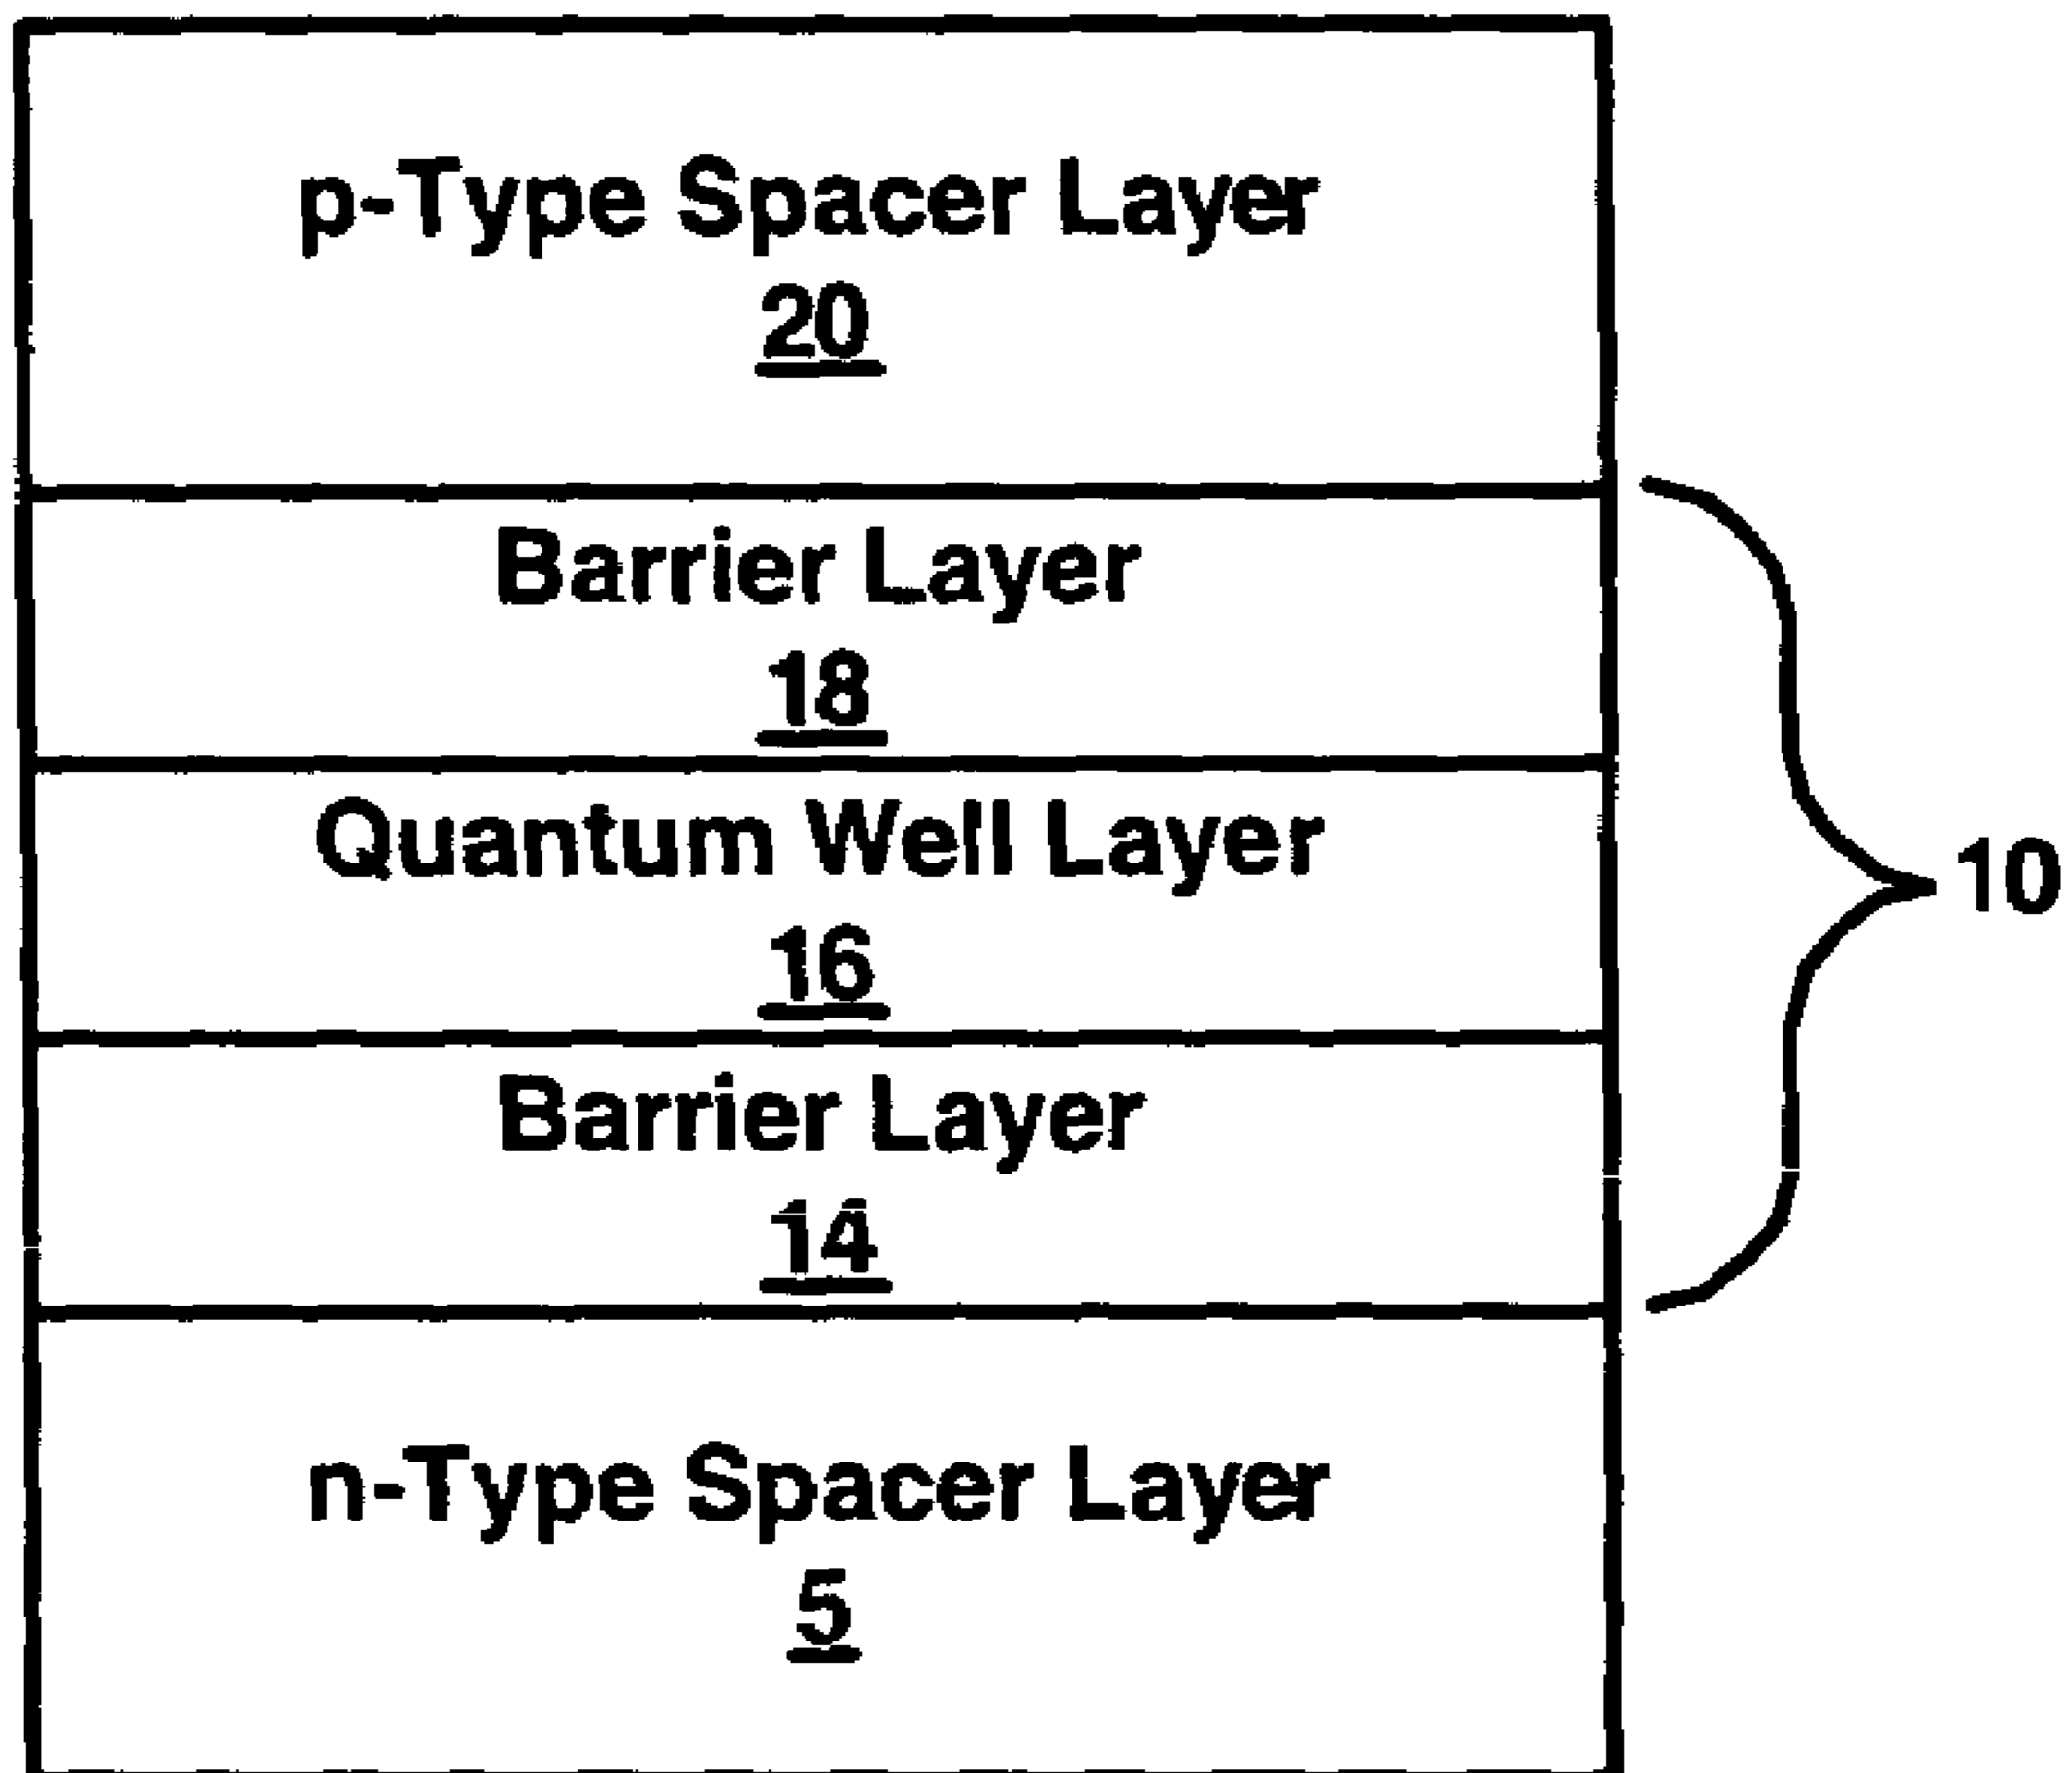 p-Type Spacer Layer
20
Barrier Layer
18
Quantum Well Layer
16
10
Barrier Layer
14
n-Type Spacer Layer
5